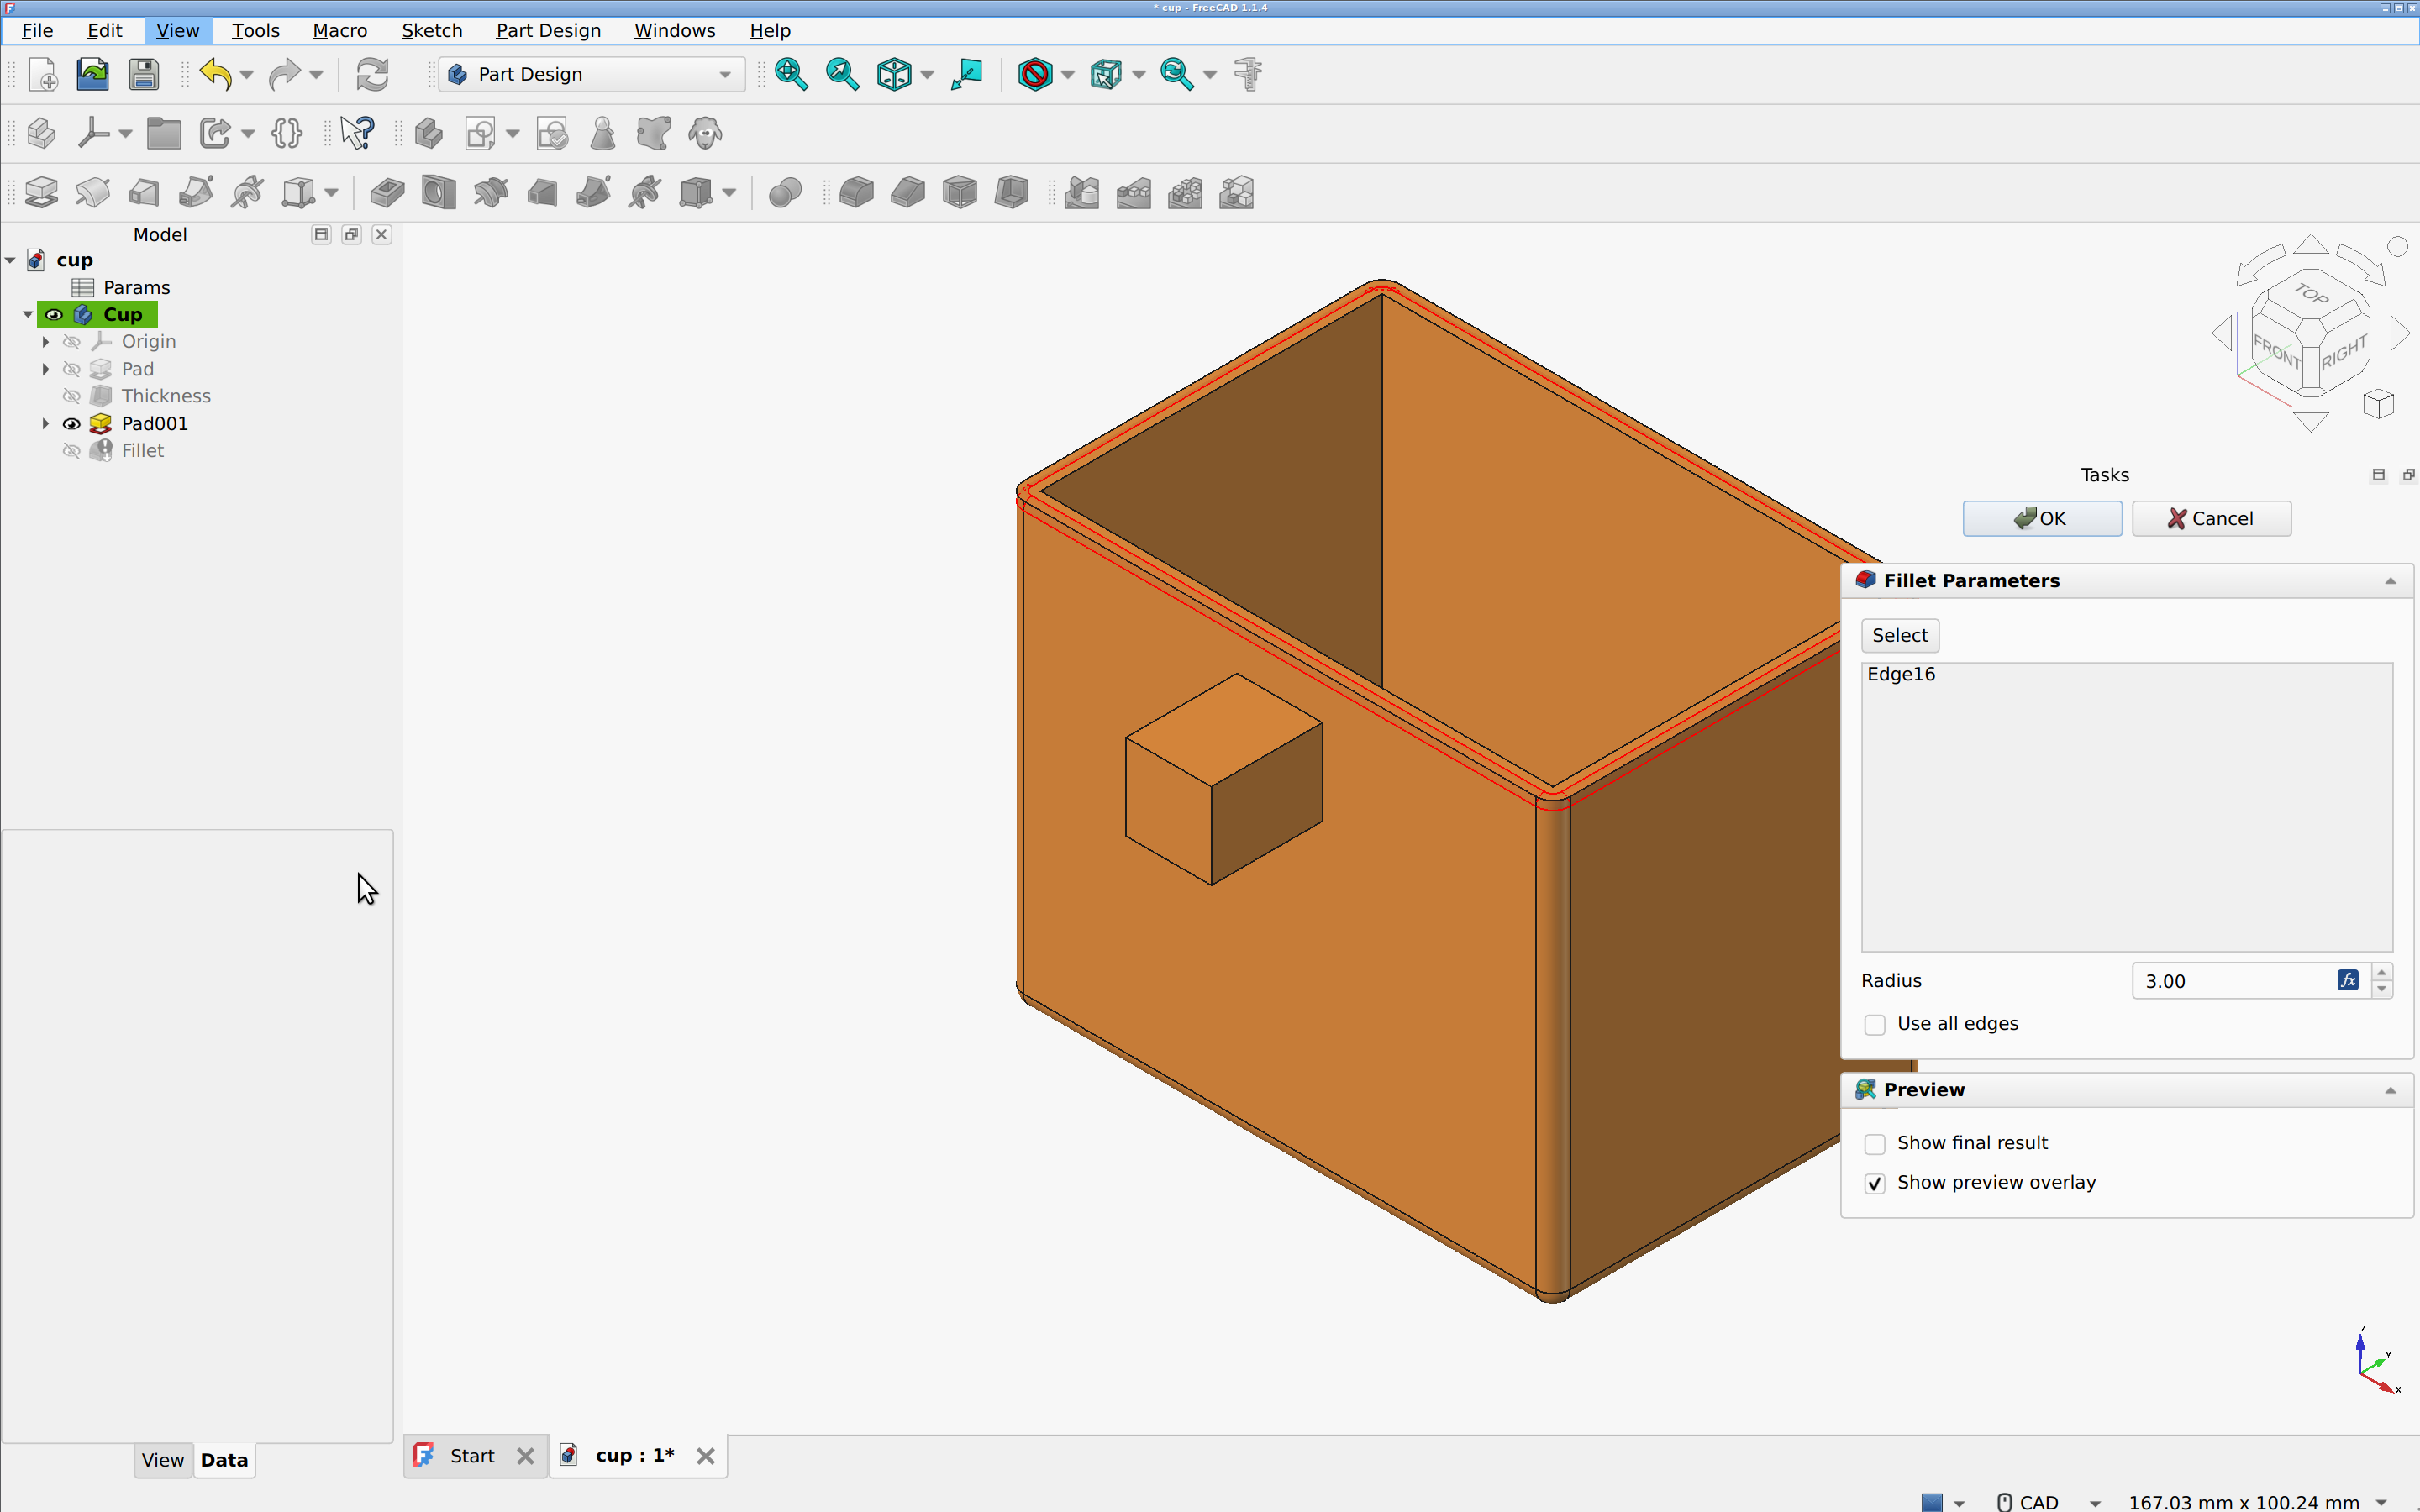 * cup - FreeCAD 1.1.4
File Edit View Tools Macro Sketch Part Design Windows Help
Part Design
Model
cup
Params
Cup
Origin
Pad
Thickness
Pad001
Fillet
TOP
FRONT
RIGHT
Tasks
OK
Cancel
Fillet Parameters
Select
Edge16
Radius
3.00
Use all edges
Preview
Show final result
Show preview overlay
Z
Y
X
View
Data
Start
cup : 1*
CAD
167.03 mm x 100.24 mm